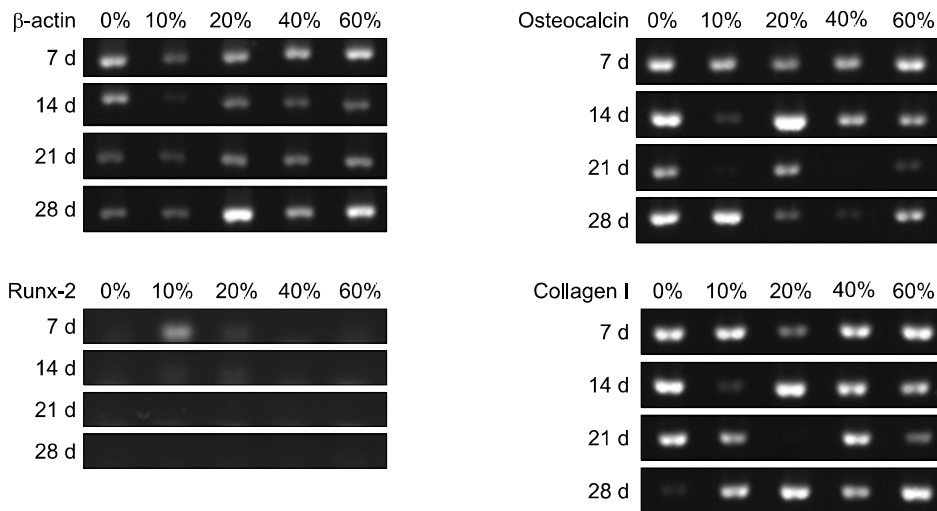 β-actin 0% 10% 20% 40% 60%
7 d
14 d
21 d
28 d
Osteocalcin 0% 10% 20% 40% 60%
7 d
14 d
21 d
28 d
Runx-2 0% 10% 20% 40% 60%
7 d
14 d
21 d
28 d
Collagen I 0% 10% 20% 40% 60%
7 d
14 d
21 d
28 d